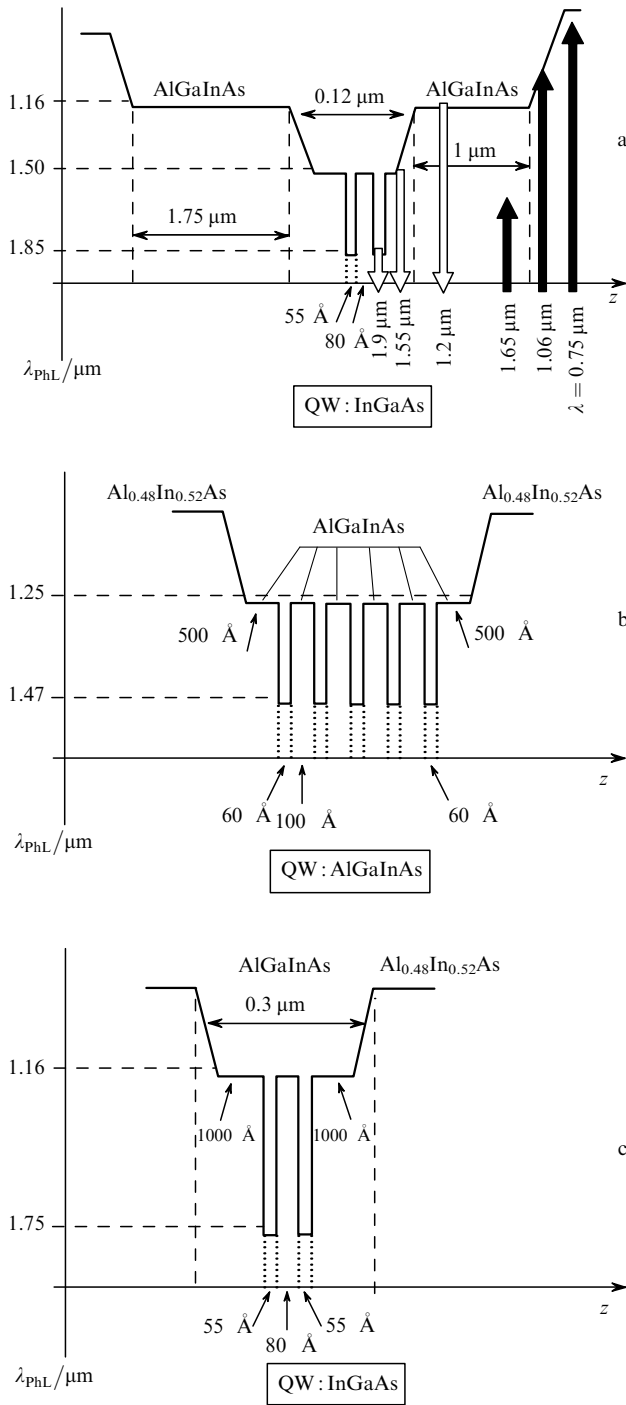 AlGaInAs
0.12 µm
AlGaInAs
1.16
a
1.50
1 µm
1.75 µm
1.85
z
55 Å
80 Å
1.9 µm
1.55 µm
1.2 µm
1.65 µm
1.06 µm
λ = 0.75 µm
λPhL/µm
QW : InGaAs
Al0.48In0.52As
Al0.48In0.52As
AlGaInAs
1.25
500 Å
500 Å
b
1.47
z
60 Å
100 Å
60 Å
λPhL/µm
QW : AlGaInAs
AlGaInAs
Al0.48In0.52As
0.3 µm
1.16
1000 Å
1000 Å
c
1.75
z
55 Å
80 Å
55 Å
λPhL/µm
QW : InGaAs